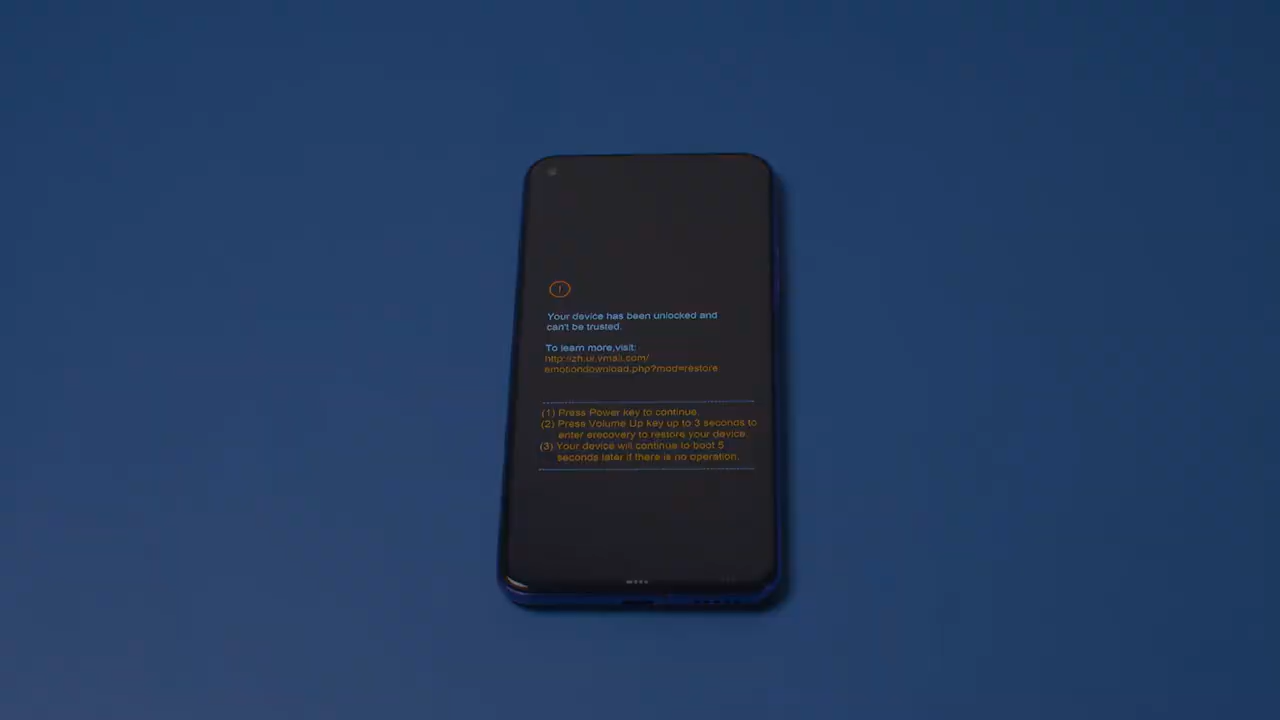 Your device has been unlocked and
can't be trusted.
To learn more,visit:
http://zh.ui.vmall.com/
emotiondownload.php?mod=restore
(1) Press Power key to continue.
(2) Press Volume Up key up to 3 seconds to
enter erecovery to restore your device.
(3) Your device will continue to boot 5
seconds later if there is no operation.